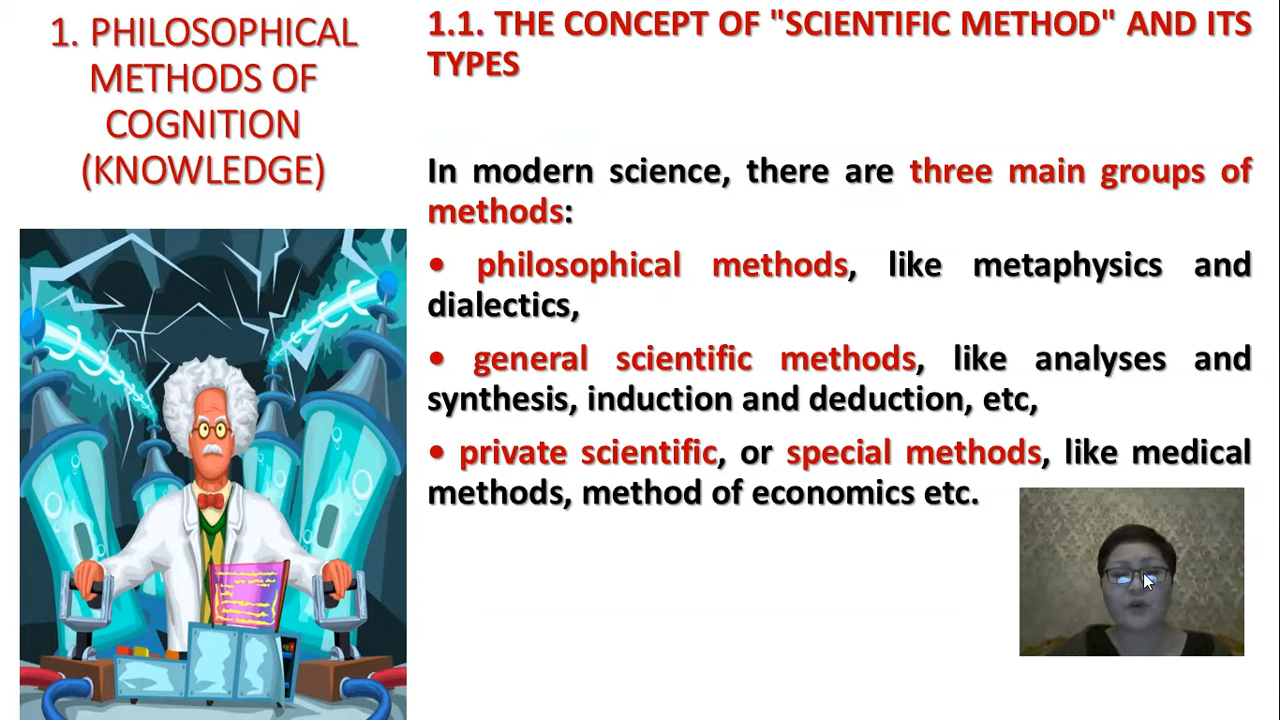 1. PHILOSOPHICAL
METHODS OF
COGNITION
(KNOWLEDGE)
1.1. THE CONCEPT OF "SCIENTIFIC METHOD" AND ITS
TYPES
In modern science, there are three main groups of
methods:
• philosophical methods, like metaphysics and
dialectics,
• general scientific methods, like analyses and
synthesis, induction and deduction, etc,
• private scientific, or special methods, like medical
methods, method of economics etc.